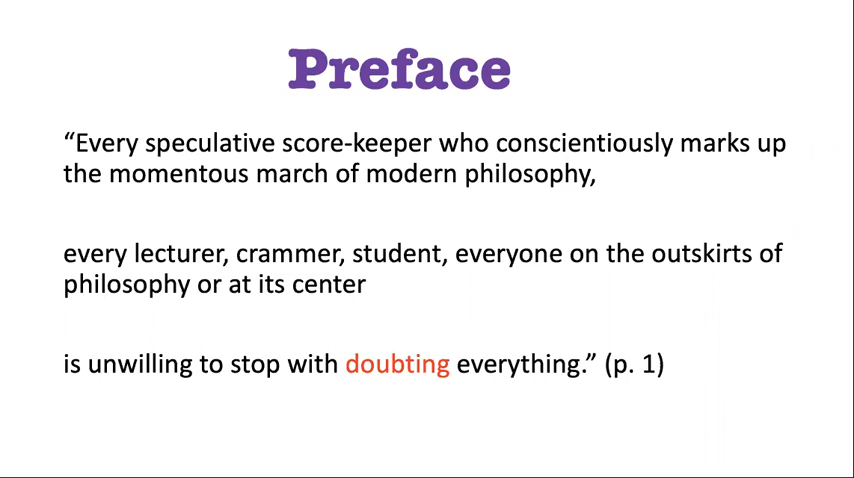 Preface
“Every speculative score-keeper who conscientiously marks up
the momentous march of modern philosophy,
every lecturer, crammer, student, everyone on the outskirts of
philosophy or at its center
is unwilling to stop with doubting everything.” (p. 1)